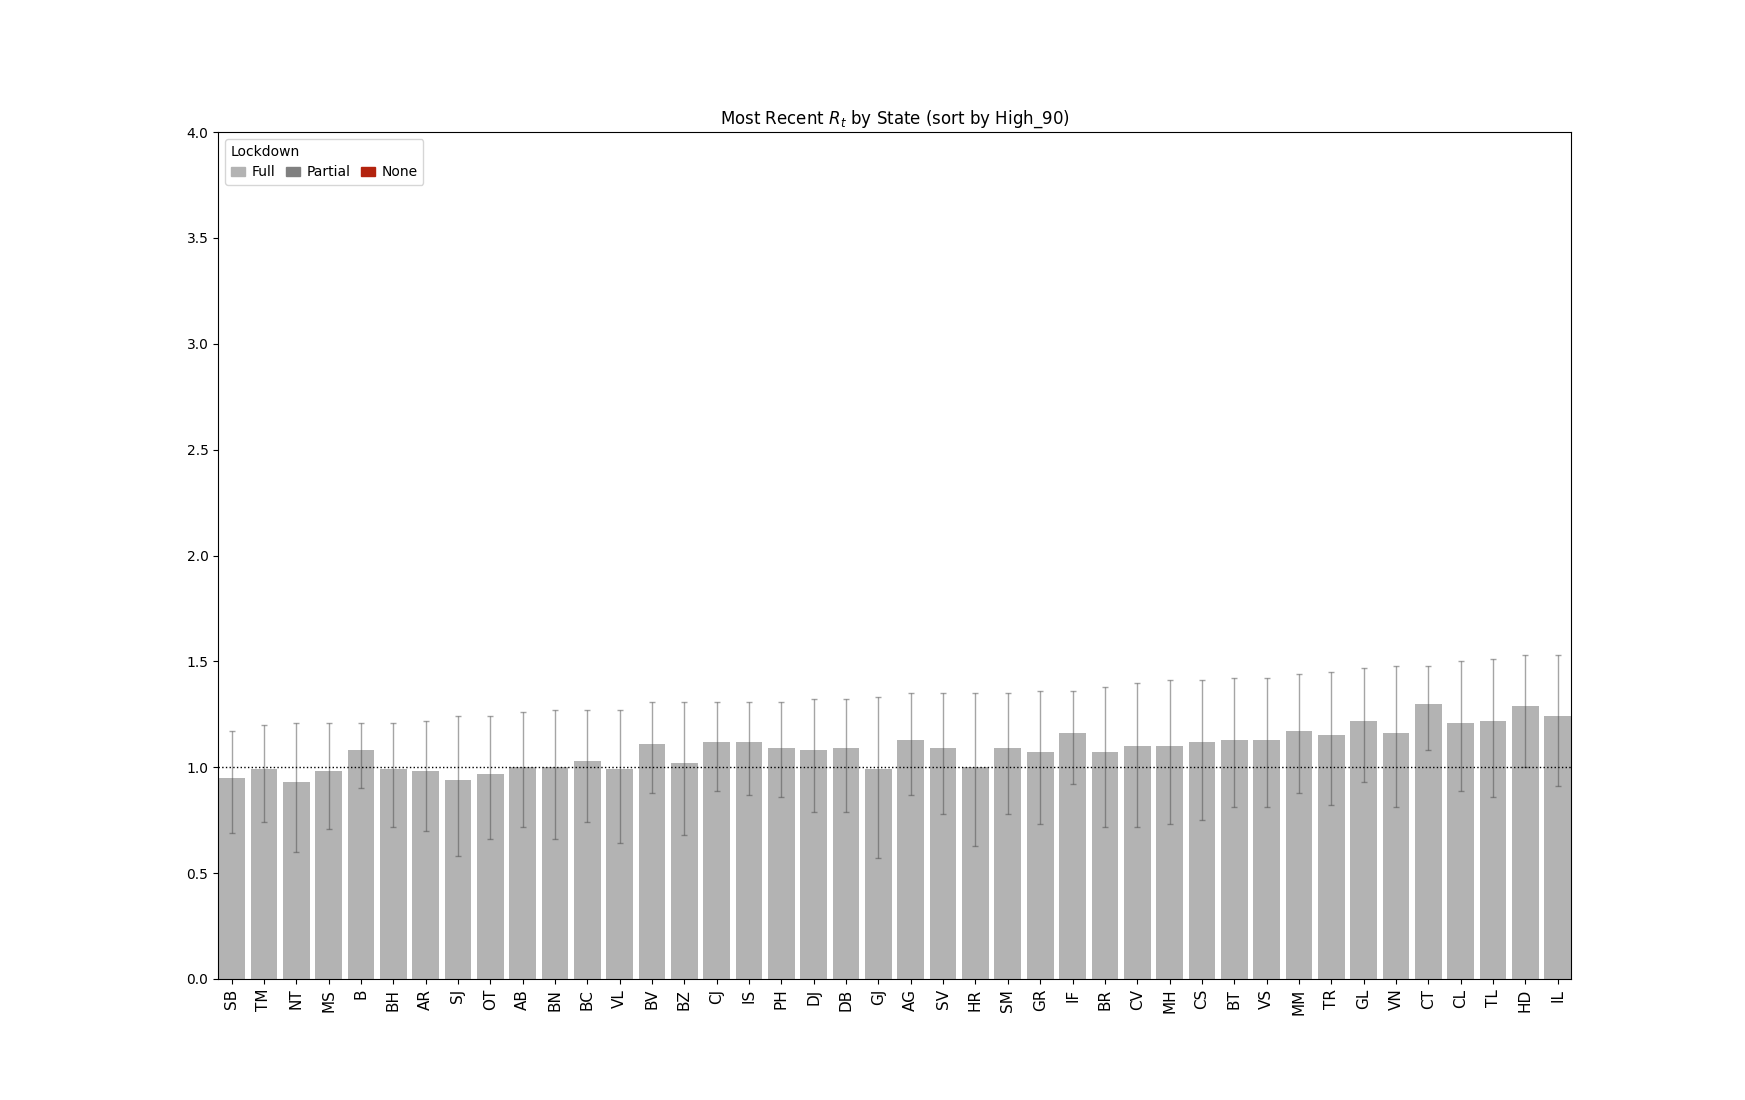 Most Recent R_t by State (sort by High_90)
Lockdown
Full Partial None
4.0
3.5
3.0
2.5
2.0
1.5
1.0
0.5
0.0
SB TM NT MS B BH AR SJ OT AB BN BC VL BV BZ CJ IS PH DJ DB GJ AG SV HR SM GR IF BR CV MH CS BT VS MM TR GL VN CT CL TL HD IL